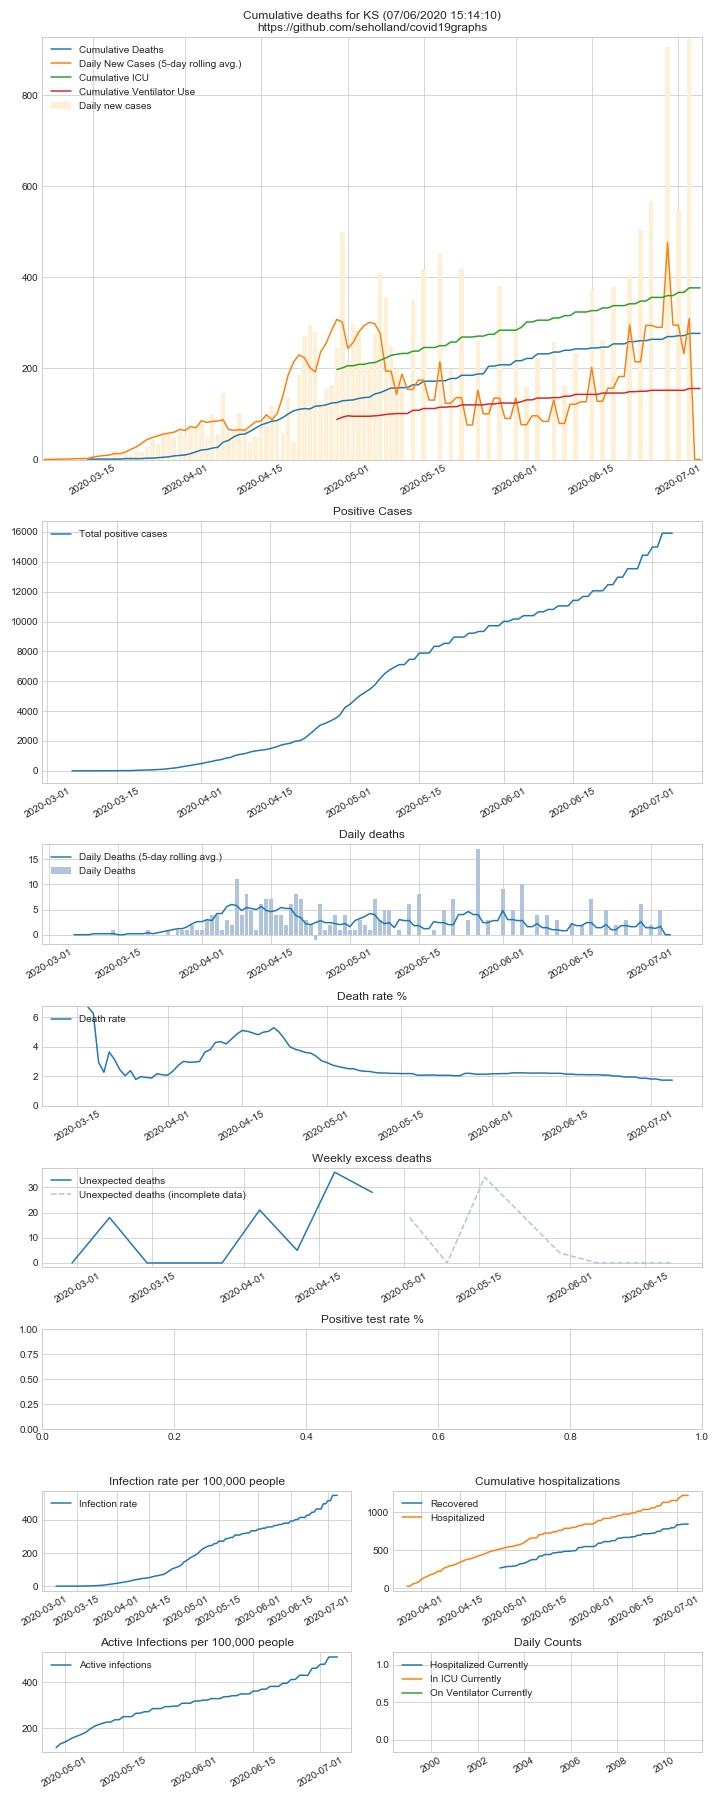 Cumulative deaths for KS (07/06/2020 15:14:10)
https://github.com/seholland/covid19graphs
Cumulative Deaths
Daily New Cases (5-day rolling avg.)
Cumulative ICU
Cumulative Ventilator Use
Daily new cases
800
600
400
200
0
2020-03-15 2020-04-01 2020-04-15 2020-05-01 2020-05-15 2020-06-01 2020-06-15 2020-07-01
Positive Cases
Total positive cases
16000
14000
12000
10000
8000
6000
4000
2000
0
2020-03-01 2020-03-15 2020-04-01 2020-04-15 2020-05-01 2020-05-15 2020-06-01 2020-06-15 2020-07-01
Daily deaths
Daily Deaths (5-day rolling avg.)
Daily Deaths
15
10
5
0
2020-03-01 2020-03-15 2020-04-01 2020-04-15 2020-05-01 2020-05-15 2020-06-01 2020-06-15 2020-07-01
Death rate %
Death rate
6
4
2
0
2020-03-15 2020-04-01 2020-04-15 2020-05-01 2020-05-15 2020-06-01 2020-06-15 2020-07-01
Weekly excess deaths
Unexpected deaths
Unexpected deaths (incomplete data)
30
20
10
0
2020-03-01 2020-03-15 2020-04-01 2020-04-15 2020-05-01 2020-05-15 2020-06-01 2020-06-15
Positive test rate %
1.00
0.75
0.50
0.25
0.00
0.0 0.2 0.4 0.6 0.8 1.0
Infection rate per 100,000 people
Infection rate
400
200
0
2020-03-01 2020-03-15 2020-04-01 2020-04-15 2020-05-01 2020-05-15 2020-06-01 2020-06-15 2020-07-01
Cumulative hospitalizations
Recovered
Hospitalized
1000
500
0
2020-04-01 2020-04-15 2020-05-01 2020-05-15 2020-06-01 2020-06-15 2020-07-01
Active Infections per 100,000 people
Active infections
400
200
2020-05-01 2020-05-15 2020-06-01 2020-06-15 2020-07-01
Daily Counts
Hospitalized Currently
In ICU Currently
On Ventilator Currently
1.0
0.5
0.0
2000 2002 2004 2006 2008 2010